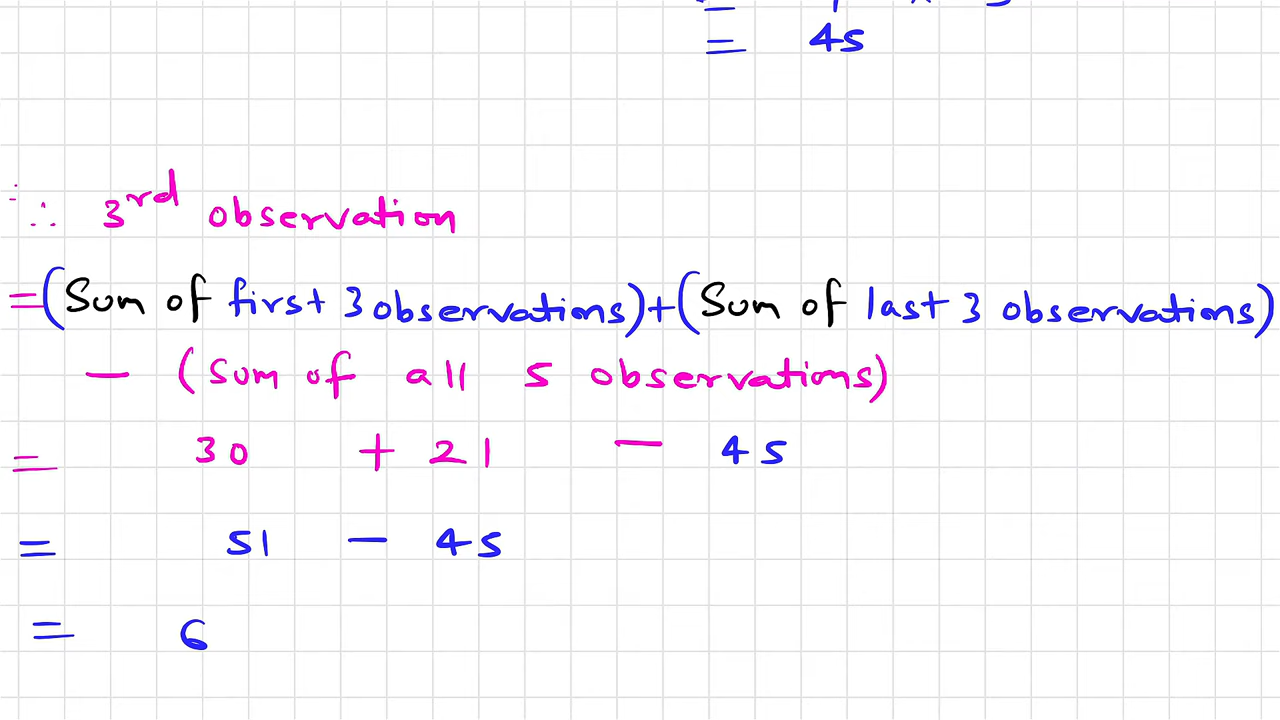 = 45
∴ 3rd observation
= (Sum of first 3 observations) + (Sum of last 3 observations)
− (Sum of all 5 observations)
= 30 + 21 − 45
= 51 − 45
= 6